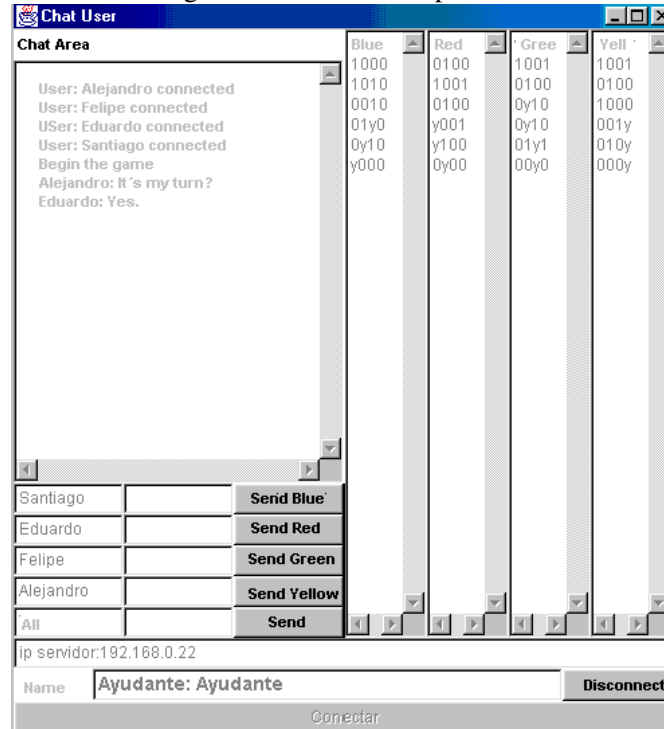 Chat User
Chat Area
User: Alejandro connected
User: Felipe connected
USer: Eduardo connected
User: Santiago connected
Begin the game
Alejandro: It´s my turn?
Eduardo: Yes.
Blue
1000
1010
0010
01y0
0y10
y000
Red
0100
1001
0100
y001
y100
0y00
Gree
1001
0100
0y10
0y10
01y1
00y0
Yell
1001
0100
1000
001y
010y
000y
Santiago
Send Blue
Eduardo
Send Red
Felipe
Send Green
Alejandro
Send Yellow
All
Send
ip servidor:192.168.0.22
Name
Ayudante: Ayudante
Disconnect
Conectar